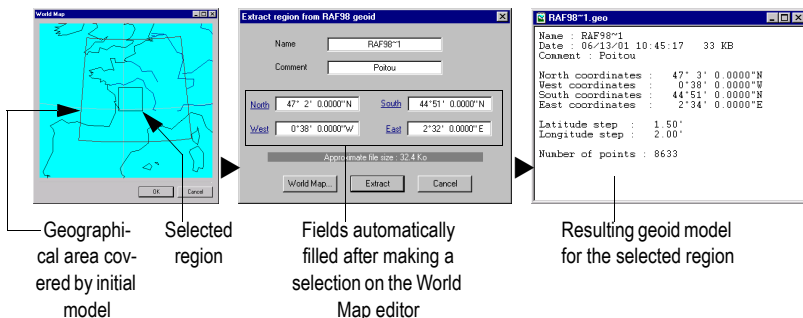 World Map
OK
Cancel
Extract region from RAF98 geoid
Name
RAF98~1
Comment
Poitou
North
47° 2' 0.0000"N
South
44°51' 0.0000"N
West
0°38' 0.0000"W
East
2°32' 0.0000"E
Approximate file size : 32.4 Ko
World Map...
Extract
Cancel
RAF98~1.geo
Name : RAF98~1
Date : 06/13/01 10:45:17 33 KB
Comment : Poitou
North coordinates : 47° 3' 0.0000"N
West coordinates : 0°38' 0.0000"W
South coordinates : 44°51' 0.0000"N
East coordinates : 2°34' 0.0000"E
Latitude step : 1.50'
Longitude step : 2.00'
Number of points : 8633
Geographi-
cal area cov-
ered by initial
model
Selected
region
Fields automatically
filled after making a
selection on the World
Map editor
Resulting geoid model
for the selected region